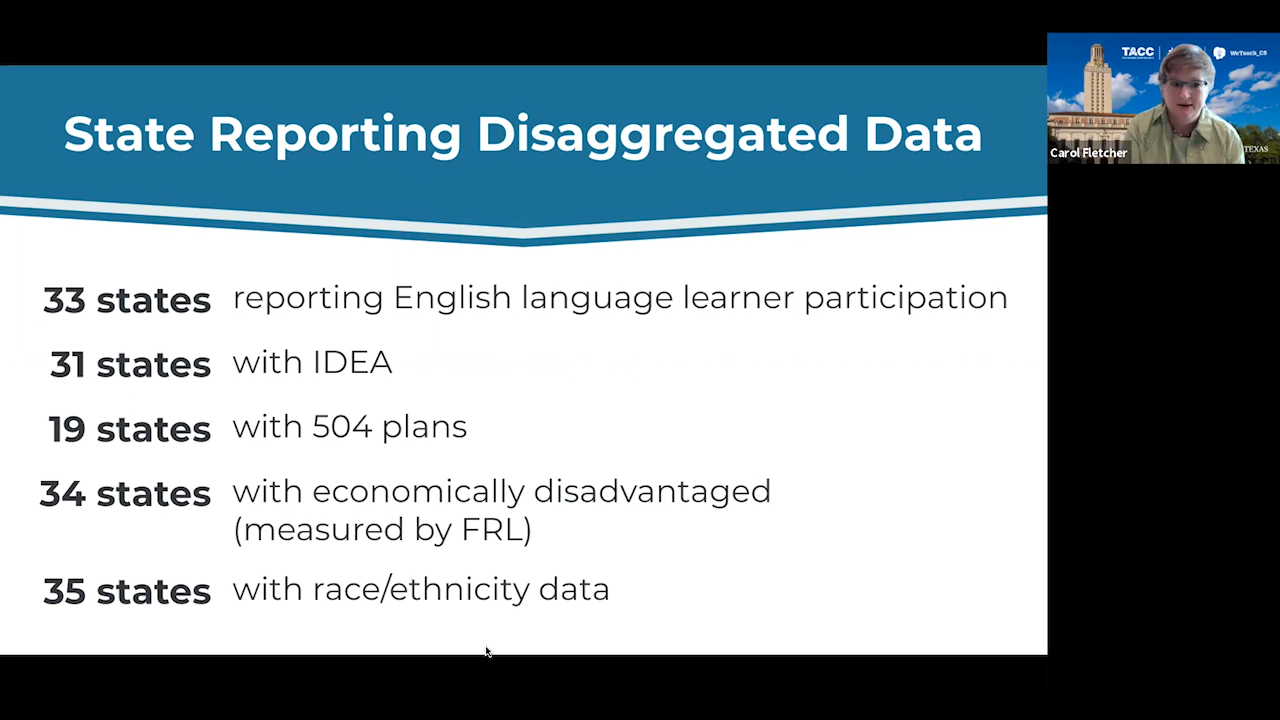 State Reporting Disaggregated Data
33 states reporting English language learner participation
31 states with IDEA
19 states with 504 plans
34 states with economically disadvantaged
(measured by FRL)
35 states with race/ethnicity data
TACC
WeTeach_CS
TEXAS
Carol Fletcher